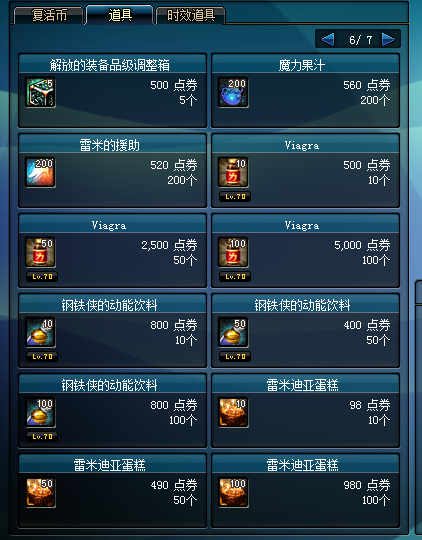 复活币 道具 时效道具
6/ 7
解放的装备品级调整箱 魔力果汁
5 500 点券 200 560 点券
5个 200个
雷米的援助 Viagra
200 520 点券 10 500 点券
200个 10个
Lv.70
Viagra Viagra
50 2,500 点券 100 5,000 点券
50个 100个
Lv.70 Lv.70
钢铁侠的动能饮料 钢铁侠的动能饮料
10 800 点券 50 400 点券
10个 50个
Lv.70 Lv.70
钢铁侠的动能饮料 雷米迪亚蛋糕
100 800 点券 10 98 点券
100个 10个
Lv.70
雷米迪亚蛋糕 雷米迪亚蛋糕
50 490 点券 100 980 点券
50个 100个